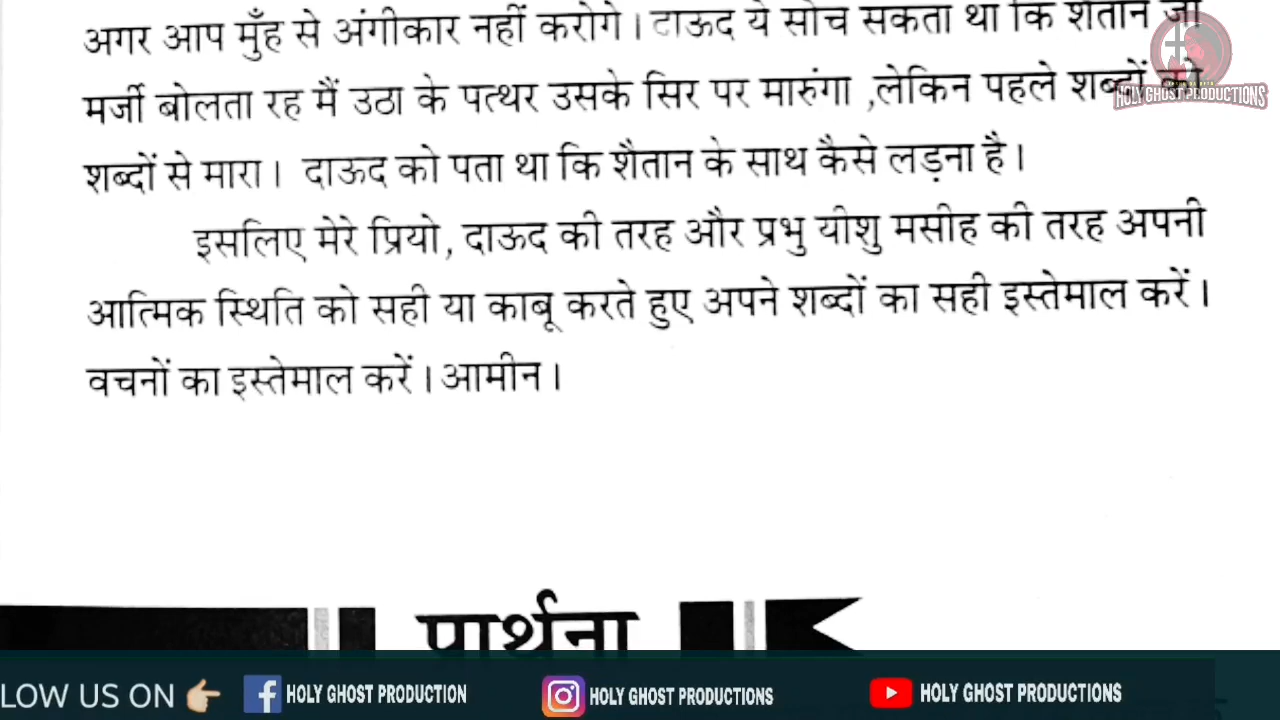 अगर आप मुँह से अंगीकार नहीं करोगे। दाऊद ये सोच सकता था कि शैतान जो
मर्जी बोलता रह मैं उठा के पत्थर उसके सिर पर मारुंगा ,लेकिन पहले शब्दों को
HOLY GHOST PRODUCTIONS
शब्दों से मारा। दाऊद को पता था कि शैतान के साथ कैसे लड़ना है।
इसलिए मेरे प्रियो, दाऊद की तरह और प्रभु यीशु मसीह की तरह अपनी
आत्मिक स्थिति को सही या काबू करते हुए अपने शब्दों का सही इस्तेमाल करें।
वचनों का इस्तेमाल करें। आमीन।
प्रार्थना
LOW US ON HOLY GHOST PRODUCTION HOLY GHOST PRODUCTIONS HOLY GHOST PRODUCTIONS